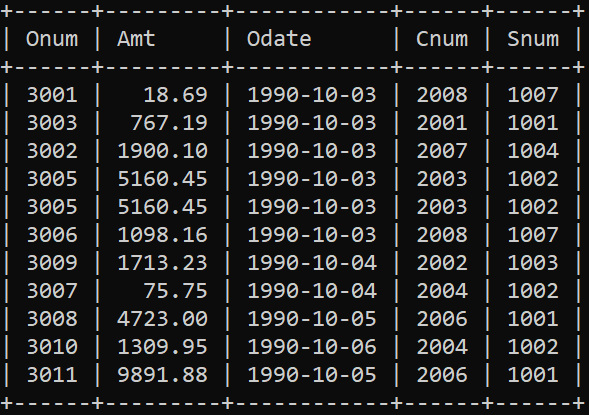 +------+---------+------------+------+------+
| Onum | Amt     | Odate      | Cnum | Snum |
+------+---------+------------+------+------+
| 3001 |   18.69 | 1990-10-03 | 2008 | 1007 |
| 3003 |  767.19 | 1990-10-03 | 2001 | 1001 |
| 3002 | 1900.10 | 1990-10-03 | 2007 | 1004 |
| 3005 | 5160.45 | 1990-10-03 | 2003 | 1002 |
| 3005 | 5160.45 | 1990-10-03 | 2003 | 1002 |
| 3006 | 1098.16 | 1990-10-03 | 2008 | 1007 |
| 3009 | 1713.23 | 1990-10-04 | 2002 | 1003 |
| 3007 |   75.75 | 1990-10-04 | 2004 | 1002 |
| 3008 | 4723.00 | 1990-10-05 | 2006 | 1001 |
| 3010 | 1309.95 | 1990-10-06 | 2004 | 1002 |
| 3011 | 9891.88 | 1990-10-05 | 2006 | 1001 |
+------+---------+------------+------+------+